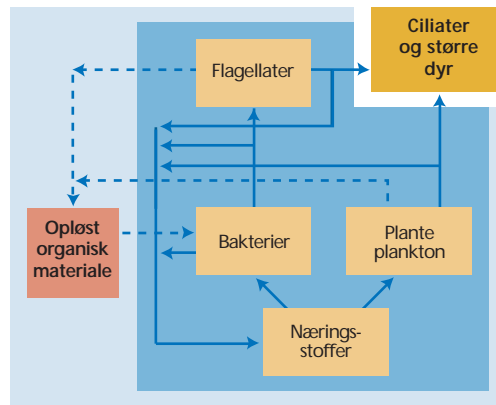 Ciliater
og større
dyr
Flagellater
Opløst
organisk
materiale
Bakterier
Plante
plankton
Nærings-
stoffer